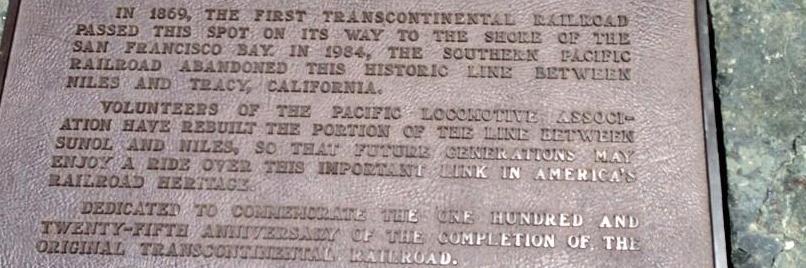 IN 1869, THE FIRST TRANSCONTINENTAL RAILROAD
PASSED THIS SPOT ON ITS WAY TO THE SHORE OF THE
SAN FRANCISCO BAY. IN 1984, THE SOUTHERN PACIFIC
RAILROAD ABANDONED THIS HISTORIC LINE BETWEEN
NILES AND TRACY, CALIFORNIA.
VOLUNTEERS OF THE PACIFIC LOCOMOTIVE ASSOCI-
ATION HAVE REBUILT THE PORTION OF THE LINE BETWEEN
SUNOL AND NILES, SO THAT FUTURE GENERATIONS MAY
ENJOY A RIDE OVER THIS IMPORTANT LINK IN AMERICA'S
RAILROAD HERITAGE.
DEDICATED TO COMMEMORATE THE ONE HUNDRED AND
TWENTY-FIFTH ANNIVERSARY OF THE COMPLETION OF THE
ORIGINAL TRANSCONTINENTAL RAILROAD.